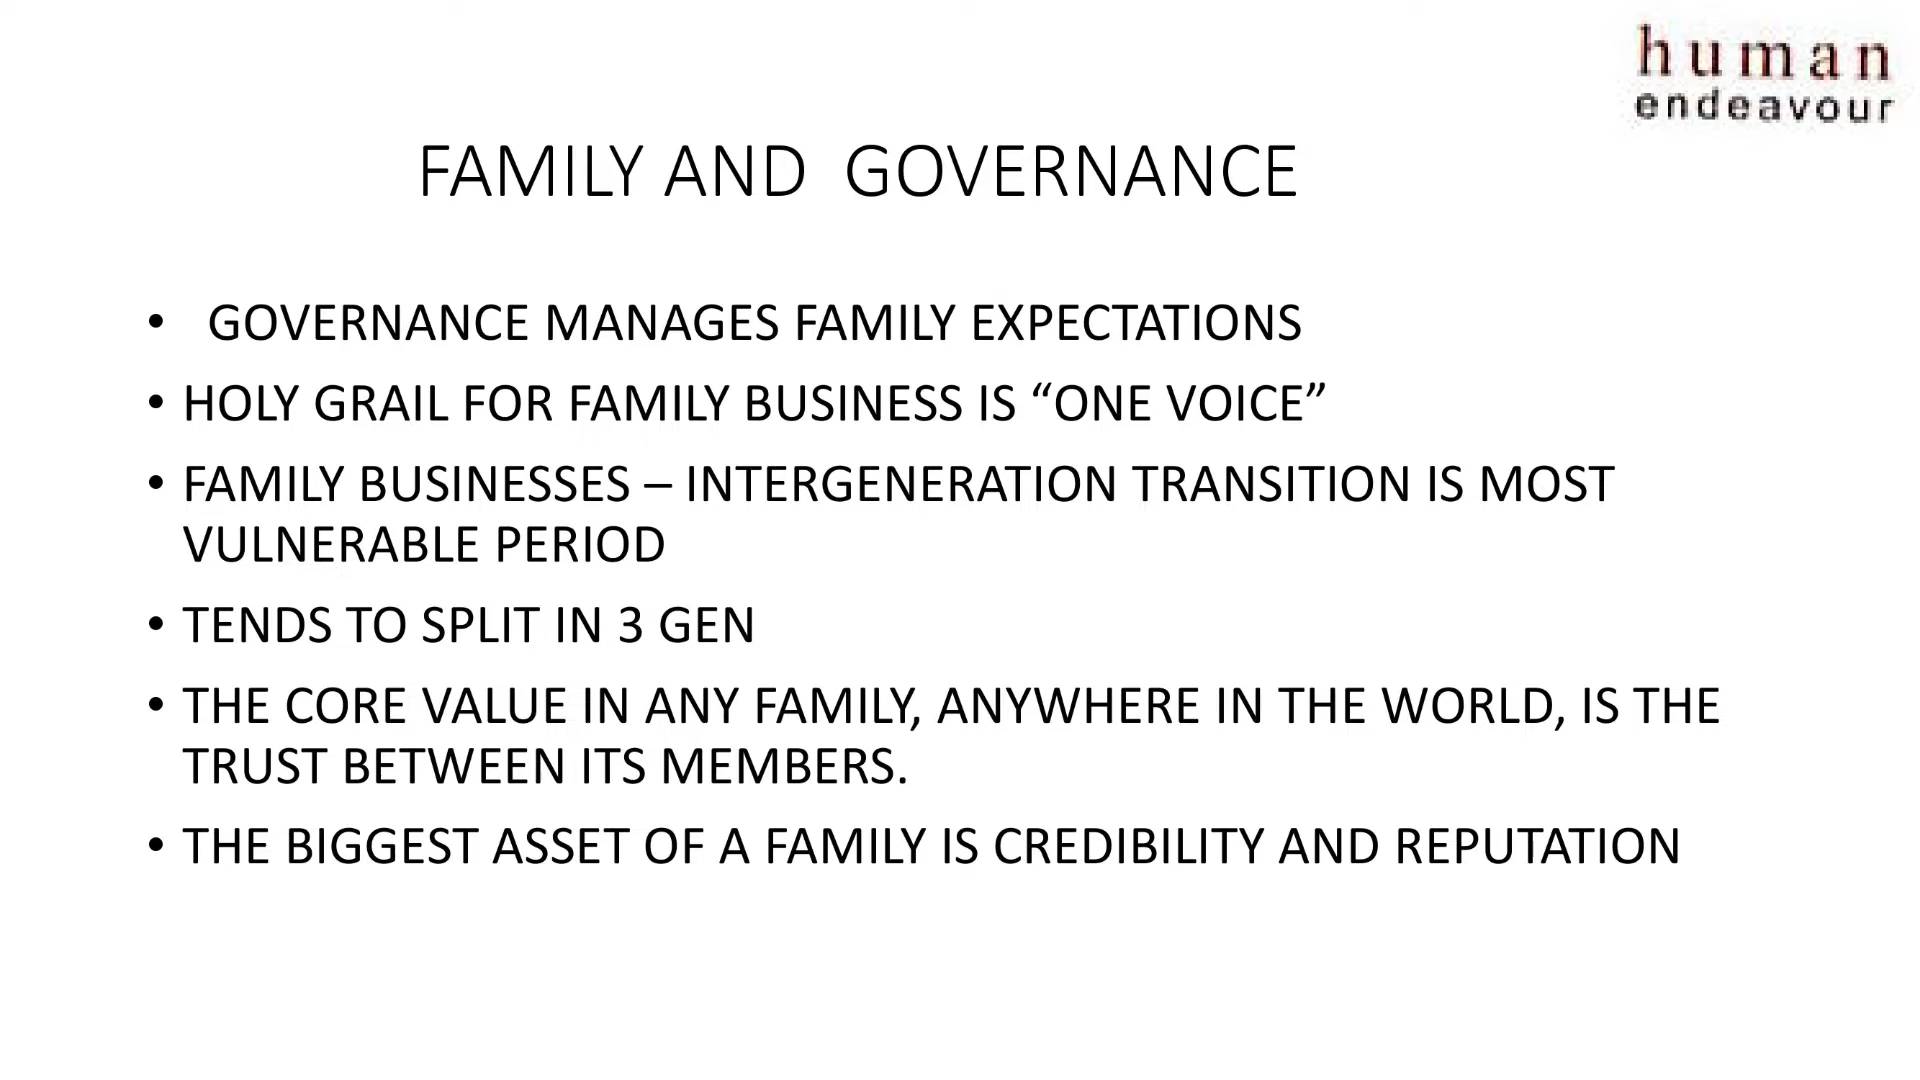 human
endeavour
FAMILY AND GOVERNANCE
• GOVERNANCE MANAGES FAMILY EXPECTATIONS
• HOLY GRAIL FOR FAMILY BUSINESS IS “ONE VOICE”
• FAMILY BUSINESSES – INTERGENERATION TRANSITION IS MOST
VULNERABLE PERIOD
• TENDS TO SPLIT IN 3 GEN
• THE CORE VALUE IN ANY FAMILY, ANYWHERE IN THE WORLD, IS THE
TRUST BETWEEN ITS MEMBERS.
• THE BIGGEST ASSET OF A FAMILY IS CREDIBILITY AND REPUTATION